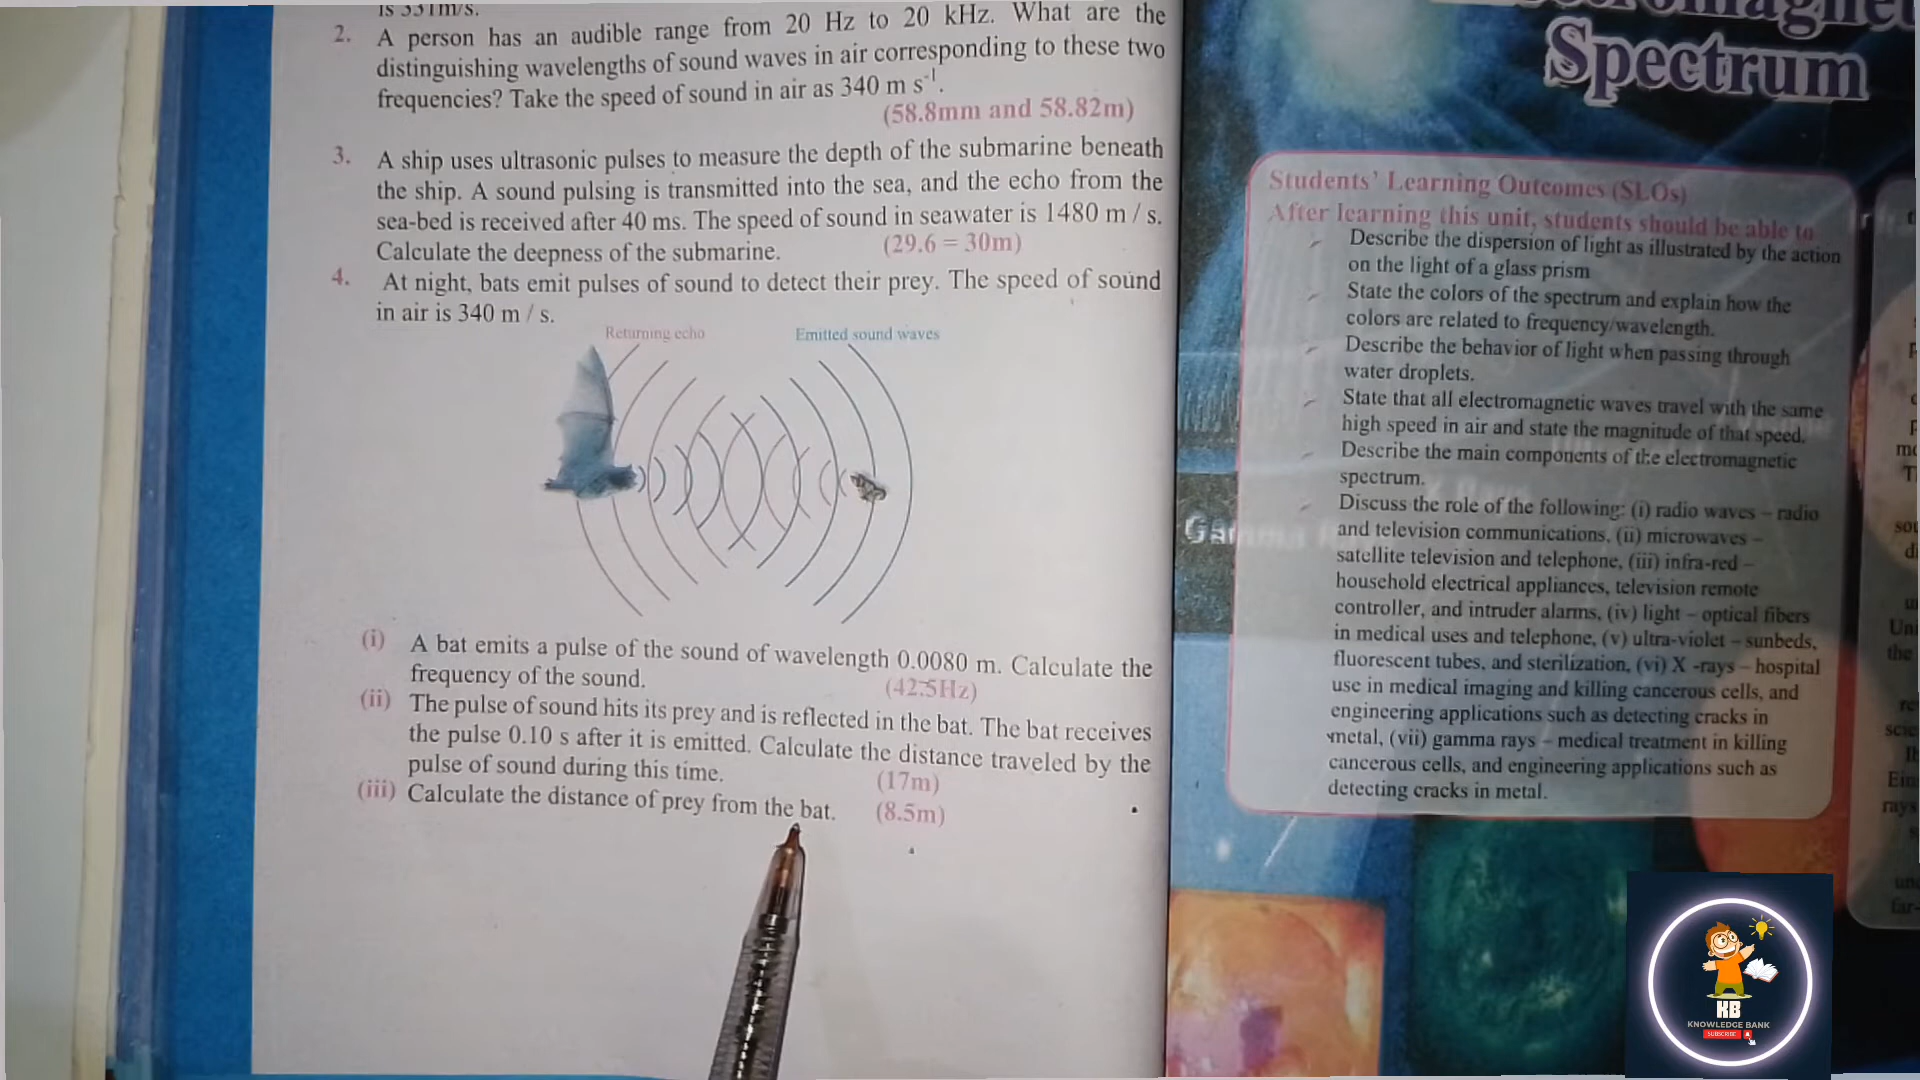 is 331m/s.
2. A person has an audible range from 20 Hz to 20 kHz. What are the
distinguishing wavelengths of sound waves in air corresponding to these two
frequencies? Take the speed of sound in air as 340 m s⁻¹.
(58.8mm and 58.82m)
3. A ship uses ultrasonic pulses to measure the depth of the submarine beneath
the ship. A sound pulsing is transmitted into the sea, and the echo from the
sea-bed is received after 40 ms. The speed of sound in seawater is 1480 m / s.
Calculate the deepness of the submarine. (29.6 = 30m)
4. At night, bats emit pulses of sound to detect their prey. The speed of sound
in air is 340 m / s.
Returning echo Emitted sound waves
(i) A bat emits a pulse of the sound of wavelength 0.0080 m. Calculate the
frequency of the sound. (42.5Hz)
(ii) The pulse of sound hits its prey and is reflected in the bat. The bat receives
the pulse 0.10 s after it is emitted. Calculate the distance traveled by the
pulse of sound during this time. (17m)
(iii) Calculate the distance of prey from the bat. (8.5m)
Spectrum
Students' Learning Outcomes (SLOs)
After learning this unit, students should be able to
Describe the dispersion of light as illustrated by the action
on the light of a glass prism
State the colors of the spectrum and explain how the
colors are related to frequency/wavelength.
Describe the behavior of light when passing through
water droplets.
State that all electromagnetic waves travel with the same
high speed in air and state the magnitude of that speed.
Describe the main components of the electromagnetic
spectrum.
Discuss the role of the following: (i) radio waves – radio
and television communications, (ii) microwaves –
satellite television and telephone, (iii) infra-red –
household electrical appliances, television remote
controller, and intruder alarms, (iv) light – optical fibers
in medical uses and telephone, (v) ultra-violet – sunbeds,
fluorescent tubes, and sterilization, (vi) X -rays – hospital
use in medical imaging and killing cancerous cells, and
engineering applications such as detecting cracks in
metal, (vii) gamma rays – medical treatment in killing
cancerous cells, and engineering applications such as
detecting cracks in metal.
KB
KNOWLEDGE BANK
SUBSCRIBE